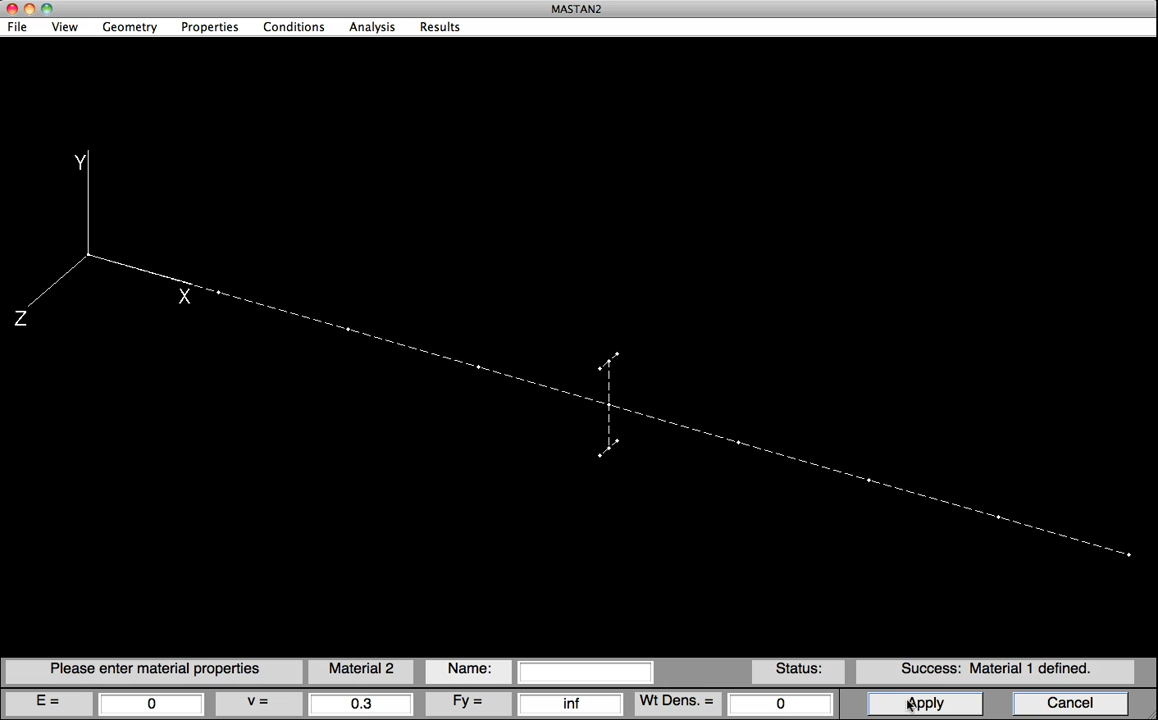 MASTAN2
File View Geometry Properties Conditions Analysis Results
Y
X
Z
Please enter material properties Material 2 Name: Status: Success: Material 1 defined.
E = 0 v = 0.3 Fy = inf Wt Dens. = 0 Apply Cancel